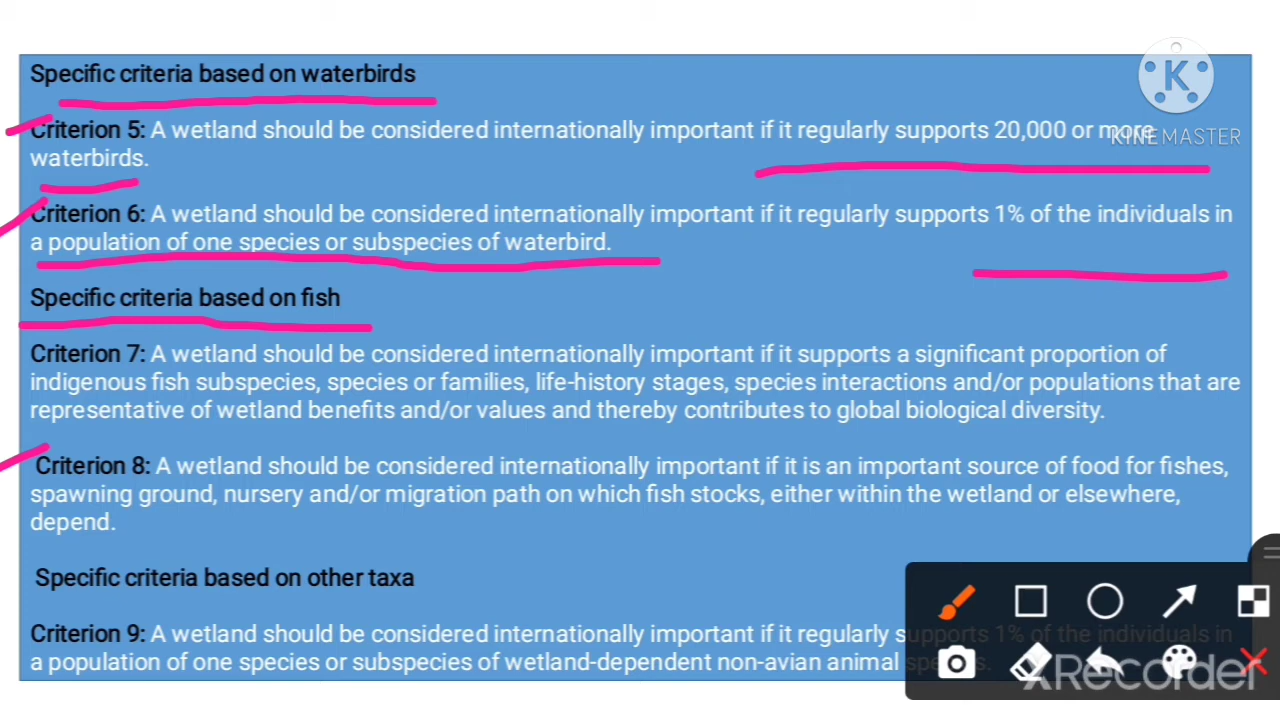 Specific criteria based on waterbirds
Criterion 5: A wetland should be considered internationally important if it regularly supports 20,000 or more
waterbirds.
Criterion 6: A wetland should be considered internationally important if it regularly supports 1% of the individuals in
a population of one species or subspecies of waterbird.
Specific criteria based on fish
Criterion 7: A wetland should be considered internationally important if it supports a significant proportion of
indigenous fish subspecies, species or families, life-history stages, species interactions and/or populations that are
representative of wetland benefits and/or values and thereby contributes to global biological diversity.
Criterion 8: A wetland should be considered internationally important if it is an important source of food for fishes,
spawning ground, nursery and/or migration path on which fish stocks, either within the wetland or elsewhere,
depend.
Specific criteria based on other taxa
Criterion 9: A wetland should be considered internationally important if it regularly supports 1% of the individuals in
a population of one species or subspecies of wetland-dependent non-avian animal
K
KINEMASTER
XRecorder